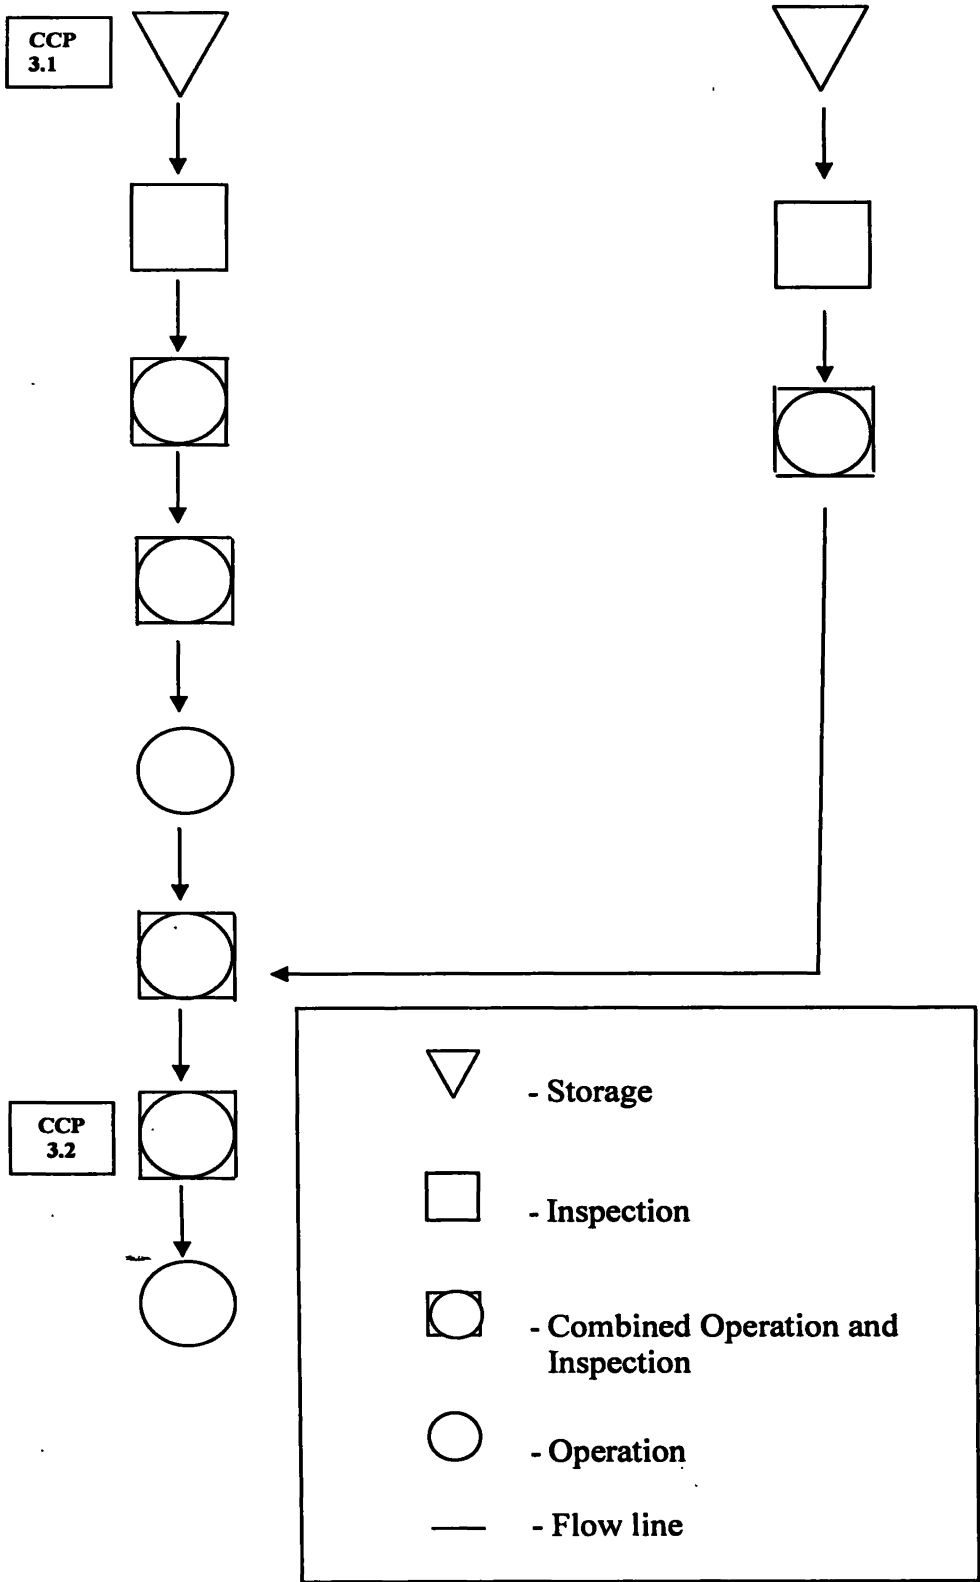 CCP
3.1
CCP
3.2
- Storage
- Inspection
- Combined Operation and
Inspection
- Operation
- Flow line